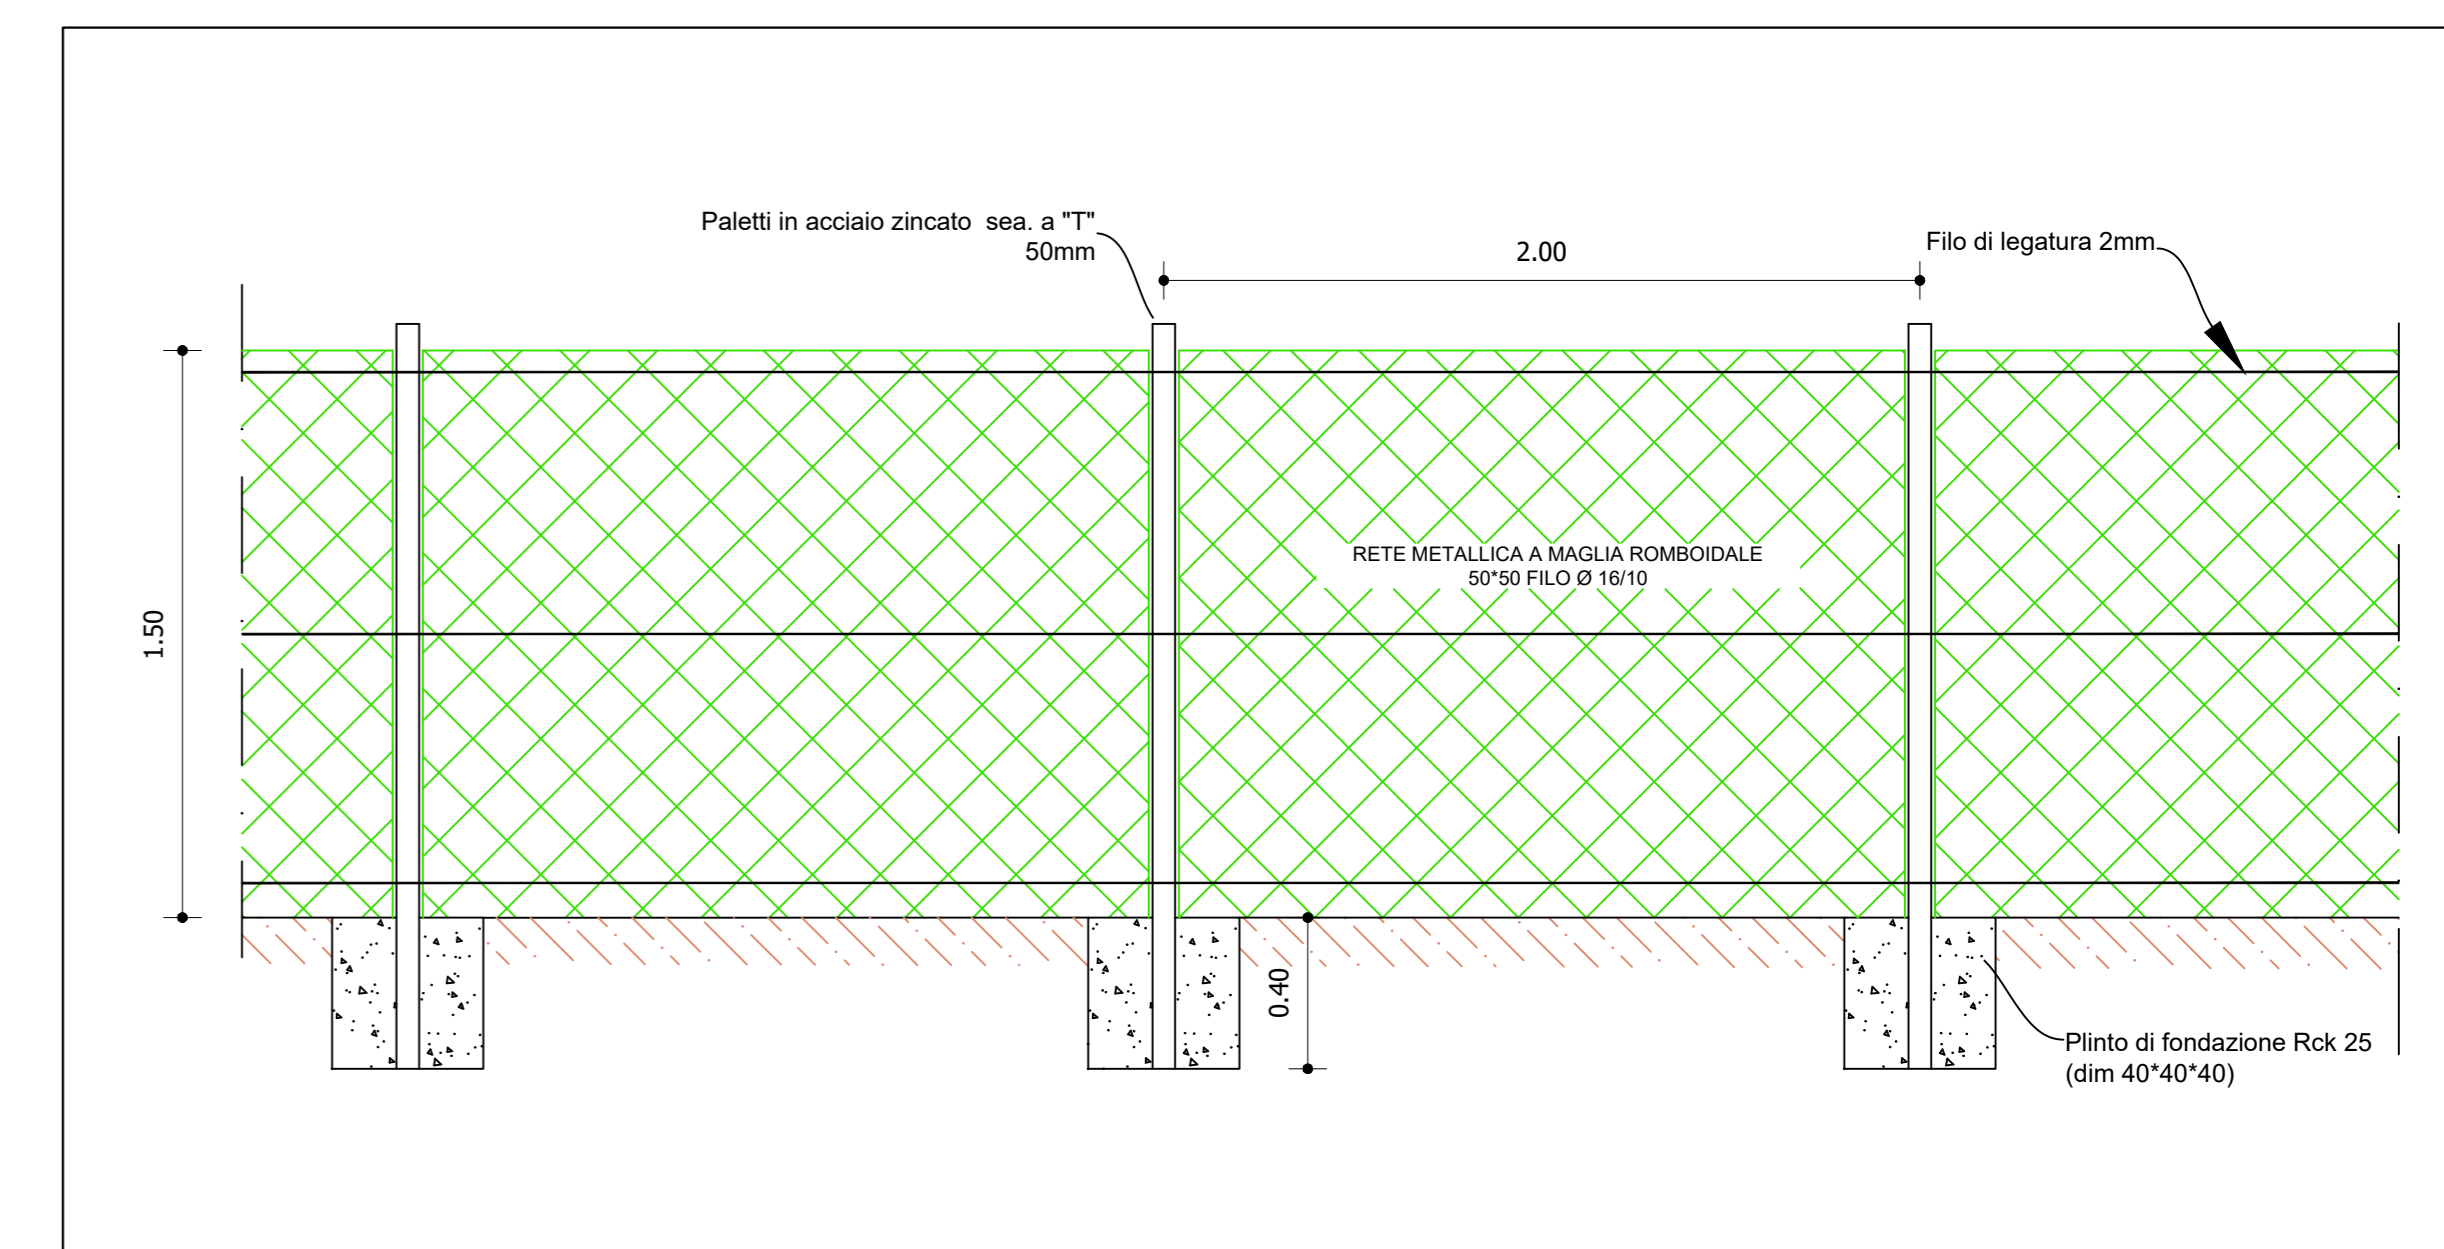 Paletti in acciaio zincato  sea. a "T"
50mm
2.00
Filo di legatura 2mm
RETE METALLICA A MAGLIA ROMBOIDALE
50*50 FILO Ø 16/10
1.50
0.40
Plinto di fondazione Rck 25
(dim 40*40*40)